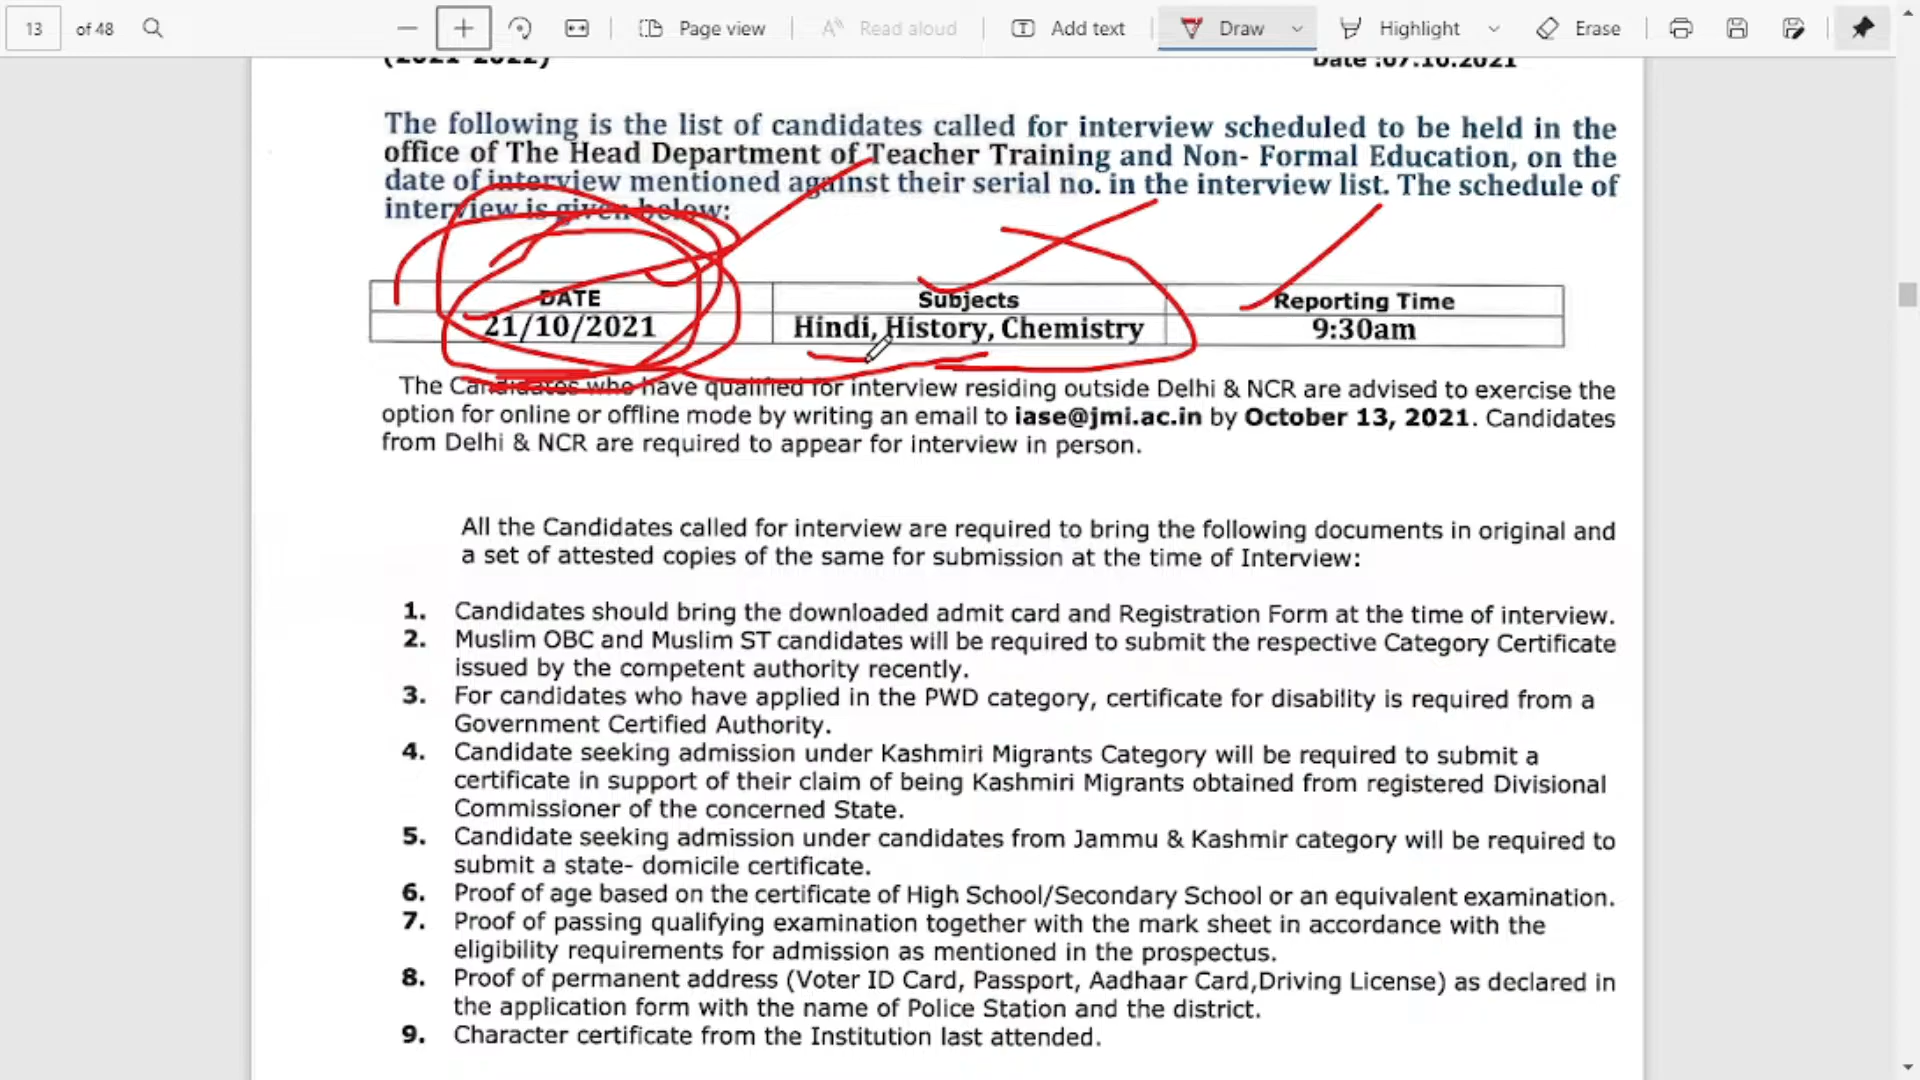 13 of 48 Page view Read aloud Add text Draw Highlight Erase
(2021-2022) Date :07.10.2021
The following is the list of candidates called for interview scheduled to be held in the
office of The Head Department of Teacher Training and Non- Formal Education, on the
date of interview mentioned against their serial no. in the interview list. The schedule of
interview is given below:
DATE Subjects Reporting Time
21/10/2021 Hindi, History, Chemistry 9:30am
The Candidates who have qualified for interview residing outside Delhi & NCR are advised to exercise the
option for online or offline mode by writing an email to iase@jmi.ac.in by October 13, 2021. Candidates
from Delhi & NCR are required to appear for interview in person.
All the Candidates called for interview are required to bring the following documents in original and
a set of attested copies of the same for submission at the time of Interview:
1. Candidates should bring the downloaded admit card and Registration Form at the time of interview.
2. Muslim OBC and Muslim ST candidates will be required to submit the respective Category Certificate
issued by the competent authority recently.
3. For candidates who have applied in the PWD category, certificate for disability is required from a
Government Certified Authority.
4. Candidate seeking admission under Kashmiri Migrants Category will be required to submit a
certificate in support of their claim of being Kashmiri Migrants obtained from registered Divisional
Commissioner of the concerned State.
5. Candidate seeking admission under candidates from Jammu & Kashmir category will be required to
submit a state- domicile certificate.
6. Proof of age based on the certificate of High School/Secondary School or an equivalent examination.
7. Proof of passing qualifying examination together with the mark sheet in accordance with the
eligibility requirements for admission as mentioned in the prospectus.
8. Proof of permanent address (Voter ID Card, Passport, Aadhaar Card,Driving License) as declared in
the application form with the name of Police Station and the district.
9. Character certificate from the Institution last attended.